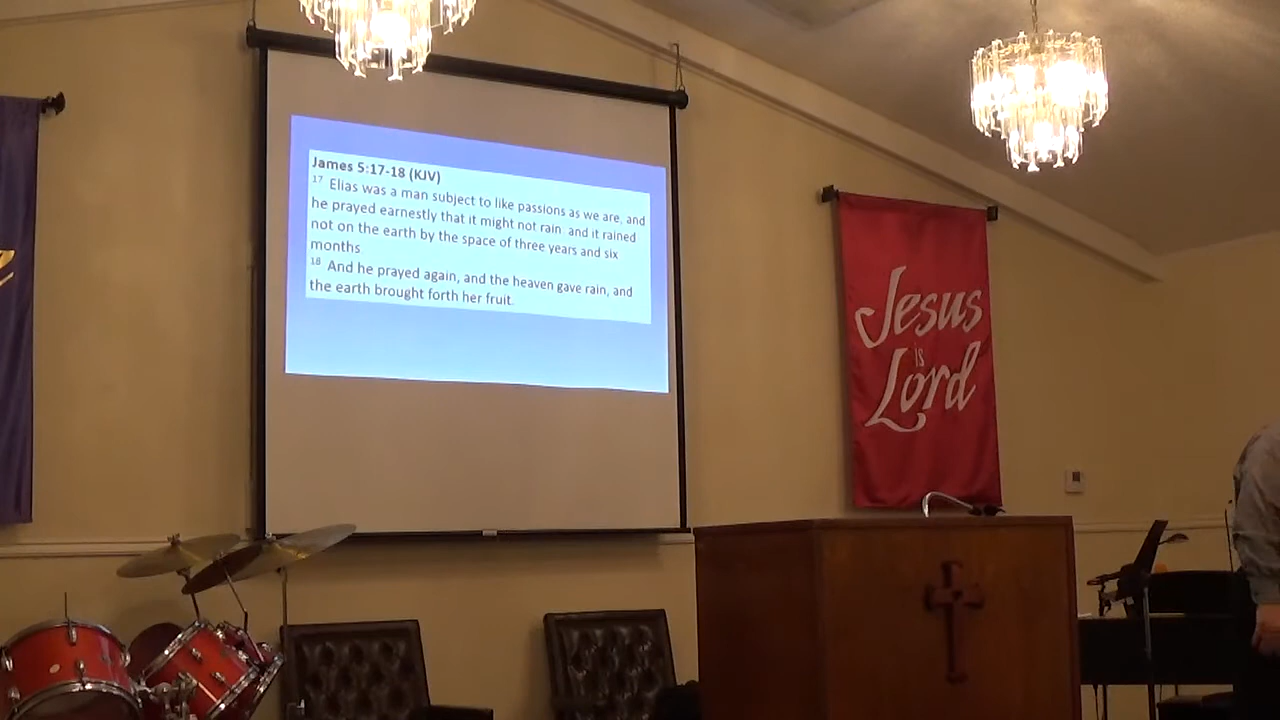 James 5:17-18 (KJV)
17 Elias was a man subject to like passions as we are, and
he prayed earnestly that it might not rain: and it rained
not on the earth by the space of three years and six
months.
18 And he prayed again, and the heaven gave rain, and
the earth brought forth her fruit.
Jesus
is
Lord